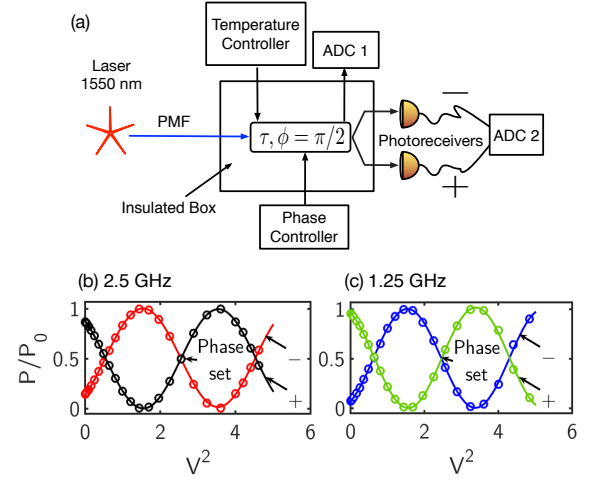 (a)
Temperature
Controller
ADC 1
Laser
1550 nm
PMF
τ, ϕ = π/2
−
Photoreceivers
ADC 2
+
Insulated Box
Phase
Controller
(b) 2.5 GHz
(c) 1.25 GHz
P/P₀
1
0.5
0
Phase
set
−
+
0 2 4 6
V²
1
0.5
0
Phase
set
−
+
0 2 4 6
V²